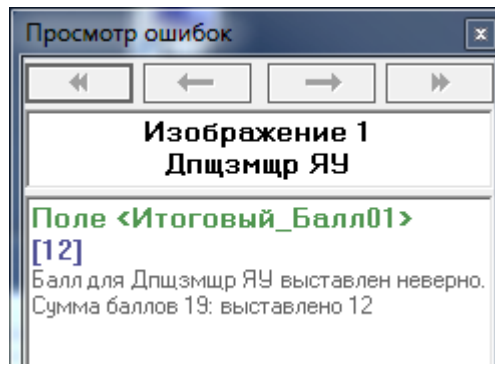 Просмотр ошибок
Изображение 1
Дпщзмщр ЯУ
Поле <Итоговый_Балл01>
[12]
Балл для Дпщзмщр ЯУ выставлен неверно.
Сумма баллов 19: выставлено 12